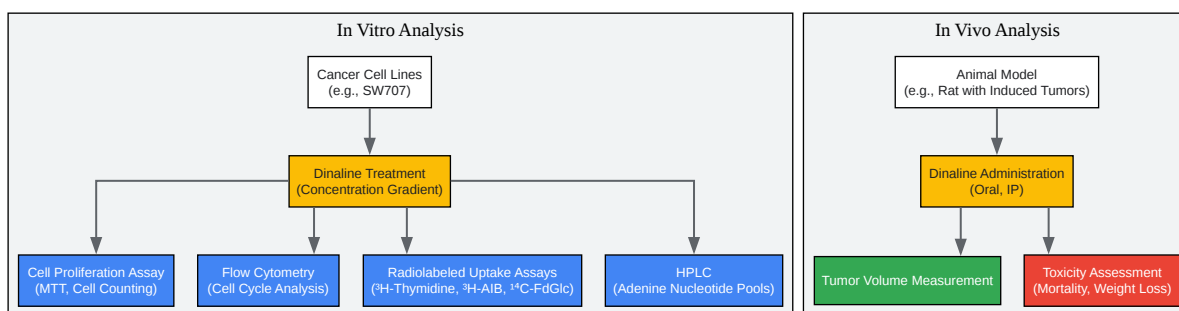 In Vitro Analysis
Cancer Cell Lines
(e.g., SW707)
Dinaline Treatment
(Concentration Gradient)
Cell Proliferation Assay
(MTT, Cell Counting)
Flow Cytometry
(Cell Cycle Analysis)
Radiolabeled Uptake Assays
(³H-Thymidine, ³H-AIB, ¹⁴C-FdGlc)
HPLC
(Adenine Nucleotide Pools)
In Vivo Analysis
Animal Model
(e.g., Rat with Induced Tumors)
Dinaline Administration
(Oral, IP)
Tumor Volume Measurement
Toxicity Assessment
(Mortality, Weight Loss)